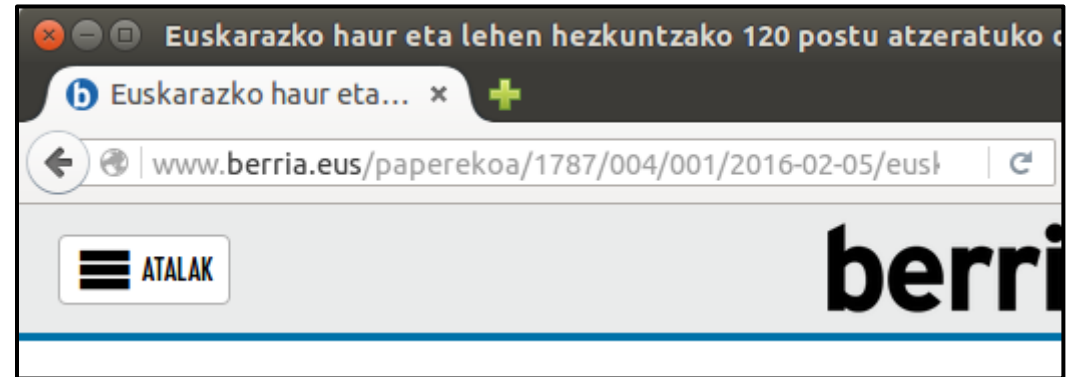 Euskarazko haur eta lehen hezkuntzako 120 postu atzeratuko
b Euskarazko haur eta...
www.berria.eus/paperekoa/1787/004/001/2016-02-05/eusk
ATALAK
berri